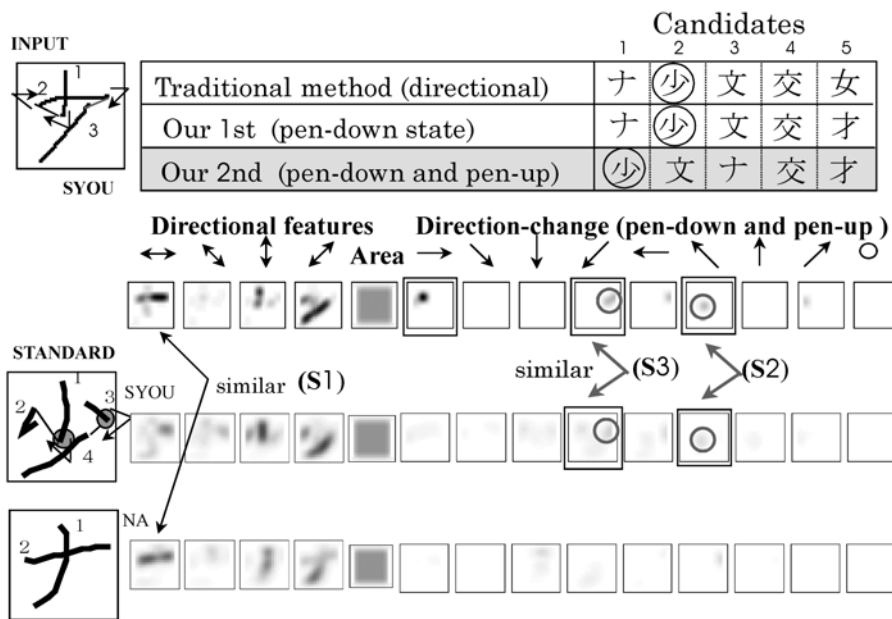 Candidates
INPUT
1 2 3 4 5
1
2
3
SYOU
Traditional method (directional) ナ 少 文 交 女
Our 1st (pen-down state) ナ 少 文 交 才
Our 2nd (pen-down and pen-up) 少 文 ナ 交 才
Directional features
Area
Direction-change (pen-down and pen-up )
STANDARD
1
2
3
4
SYOU
similar (S1)
similar (S3)
(S2)
NA
1
2